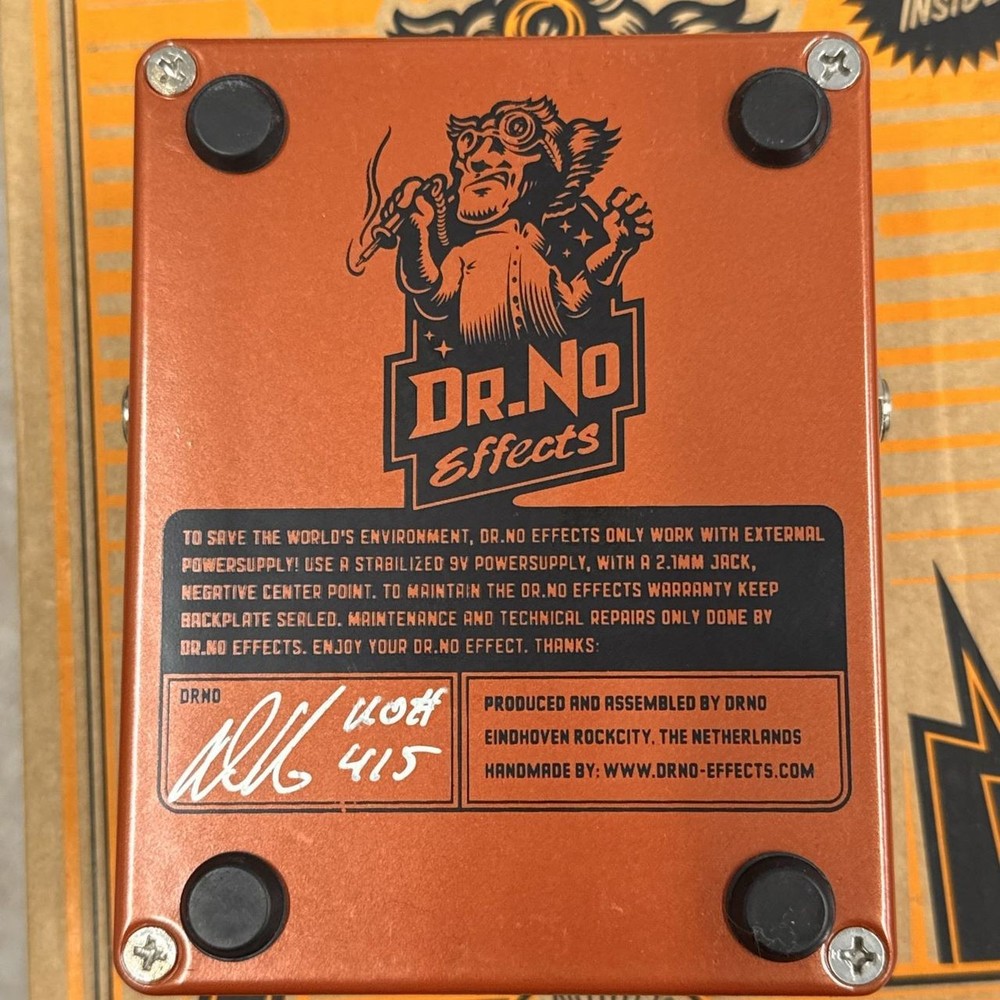 INSIDE
DR.NO
Effects
TO SAVE THE WORLD'S ENVIRONMENT, DR.NO EFFECTS ONLY WORK WITH EXTERNAL
POWERSUPPLY! USE A STABILIZED 9V POWERSUPPLY, WITH A 2.1MM JACK,
NEGATIVE CENTER POINT. TO MAINTAIN THE DR.NO EFFECTS WARRANTY KEEP
BACKPLATE SEALED. MAINTENANCE AND TECHNICAL REPAIRS ONLY DONE BY
DR.NO EFFECTS. ENJOY YOUR DR.NO EFFECT. THANKS:
DRNO
415
PRODUCED AND ASSEMBLED BY DRNO
EINDHOVEN ROCKCITY, THE NETHERLANDS
HANDMADE BY: WWW.DRNO-EFFECTS.COM